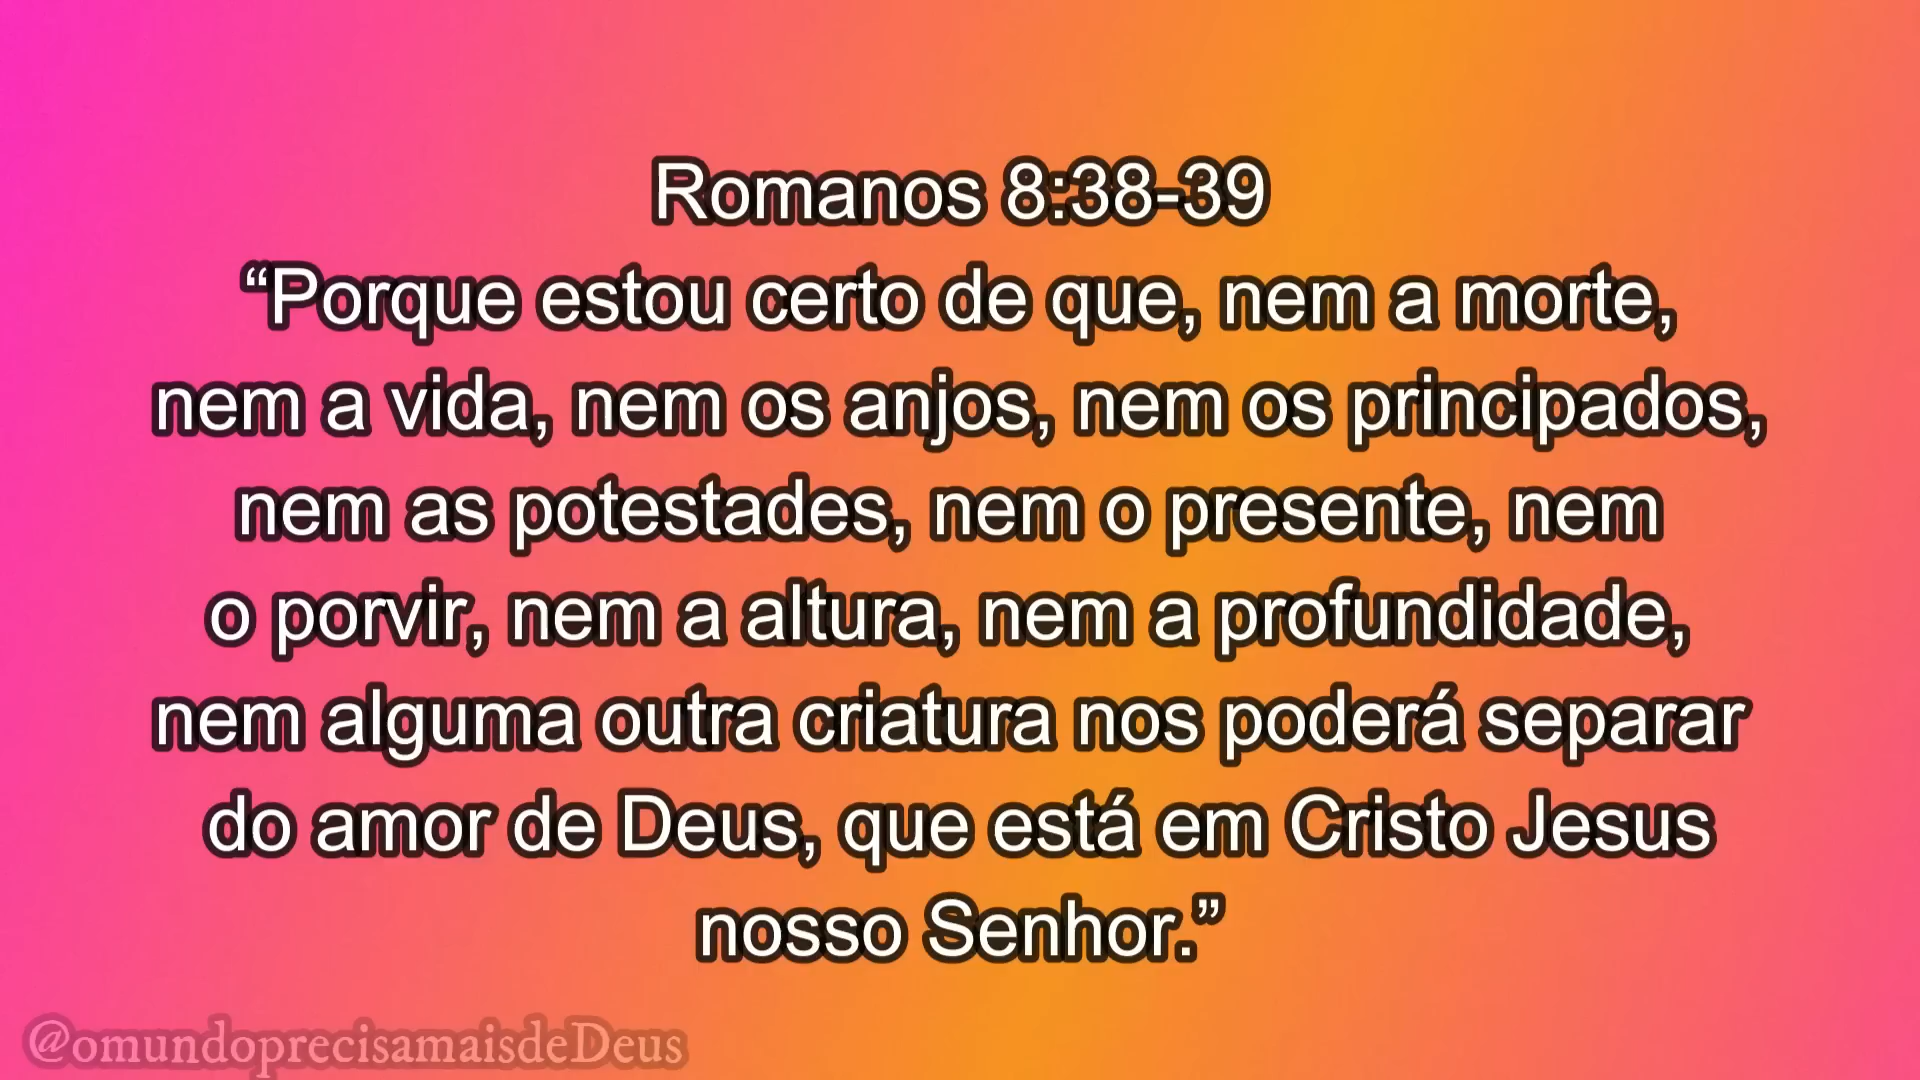 Romanos 8:38-39
“Porque estou certo de que, nem a morte,
nem a vida, nem os anjos, nem os principados,
nem as potestades, nem o presente, nem
o porvir, nem a altura, nem a profundidade,
nem alguma outra criatura nos poderá separar
do amor de Deus, que está em Cristo Jesus
nosso Senhor.”
@omundoprecisamaisdeDeus